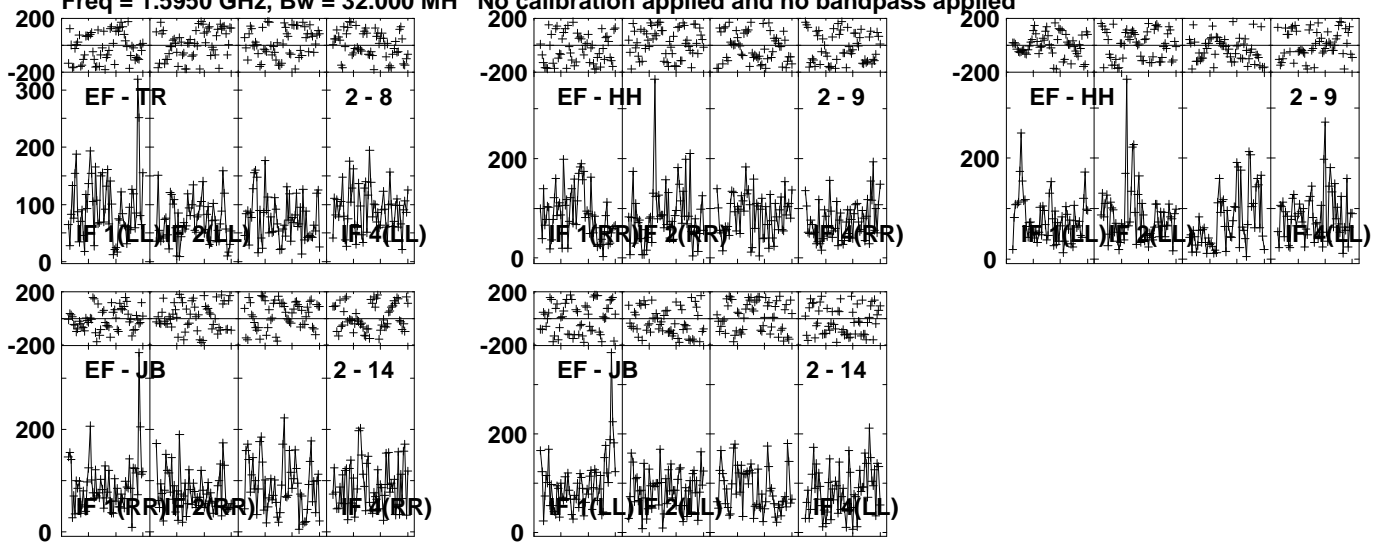 Freq = 1.5950 GHz, Bw = 32.000 MH No calibration applied and no bandpass applied
200
-200
300
200
100
0
EF - TR 2 - 8
IF 1(LL) IF 2(LL) IF 4(LL)
200
-200
200
0
EF - HH 2 - 9
IF 1(RR) IF 2(RR) IF 4(RR)
200
-200
200
0
EF - HH 2 - 9
IF 1(LL) IF 2(LL) IF 4(LL)
200
-200
200
0
EF - JB 2 - 14
IF 1(RR) IF 2(RR) IF 4(RR)
200
-200
200
0
EF - JB 2 - 14
IF 1(LL) IF 2(LL) IF 4(LL)